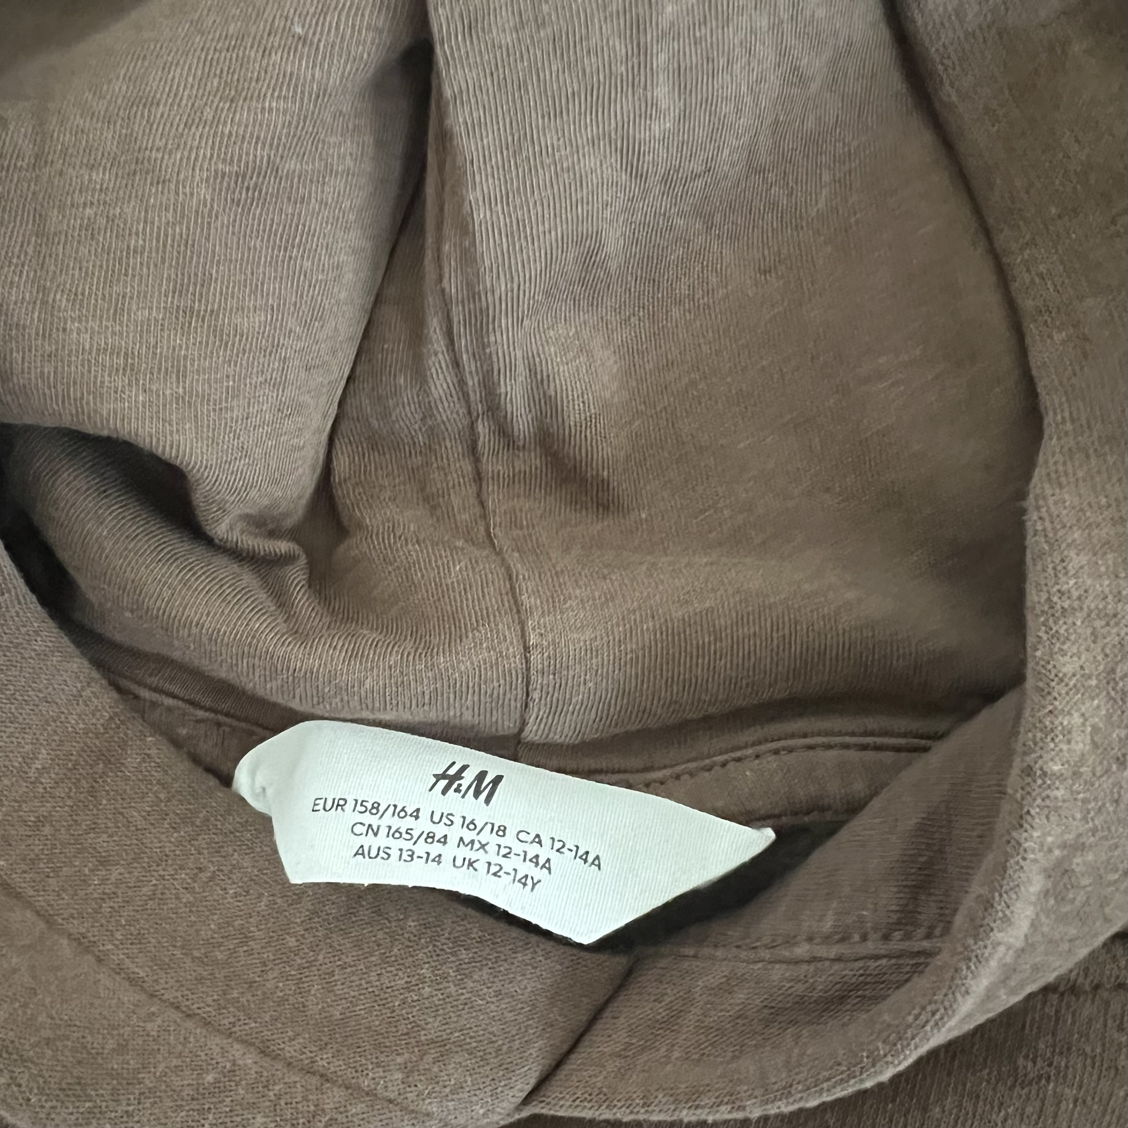 H&M
EUR 158/164 US 16/18 CA 12-14A
CN 165/84 MX 12-14A
AUS 13-14 UK 12-14Y